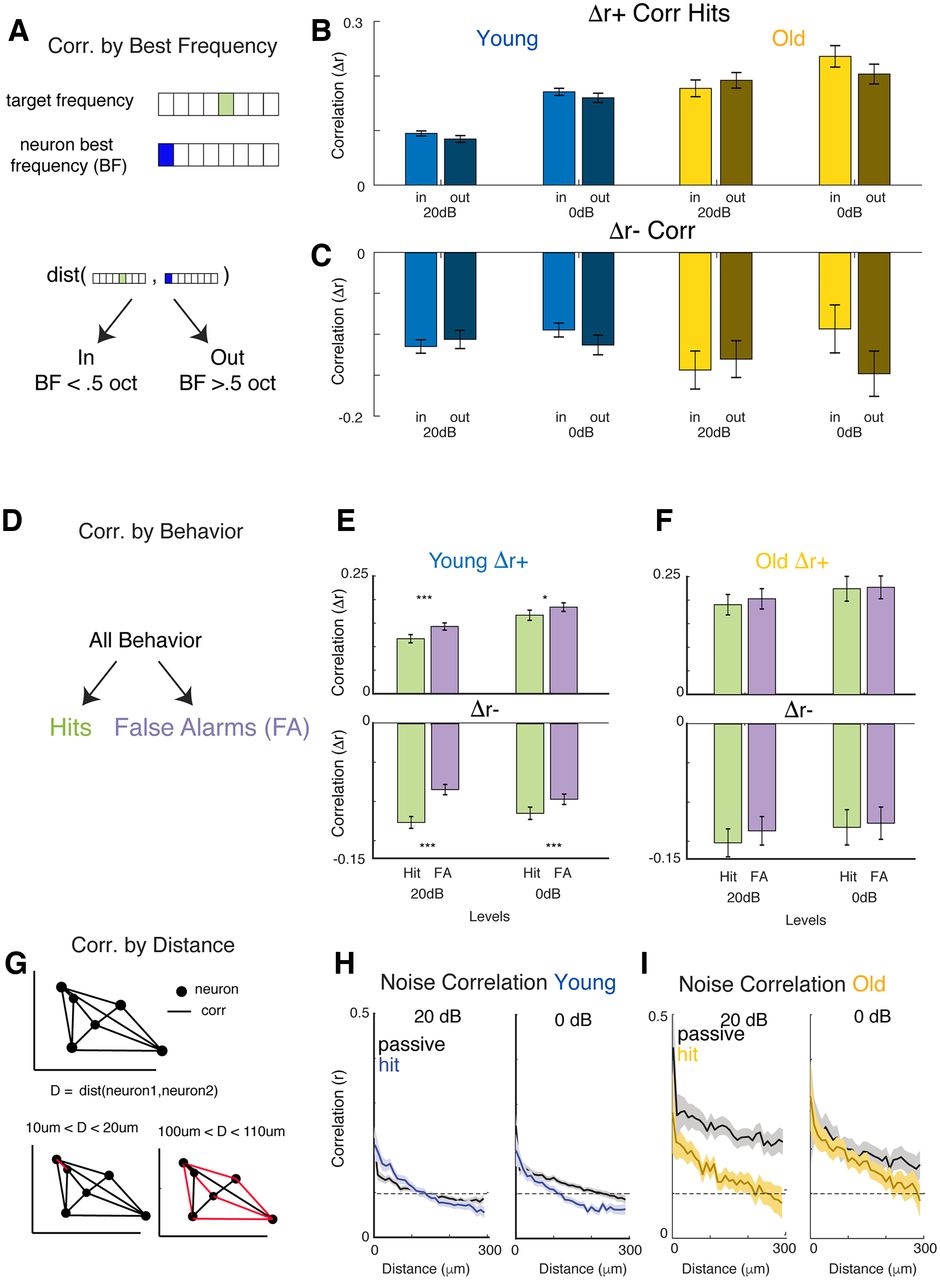 A
Corr. by Best Frequency
target frequency
neuron best
frequency (BF)
dist( , )
In
BF < .5 oct
Out
BF >.5 oct
B
Δr+ Corr Hits
Young
Old
Correlation (Δr)
0.3
0
in out in out in out in out
20dB 0dB 20dB 0dB
C
Δr- Corr
Correlation (Δr)
0
-0.2
in out in out in out in out
20dB 0dB 20dB 0dB
D
Corr. by Behavior
All Behavior
Hits False Alarms (FA)
E
Young Δr+
0.25
Correlation (Δr)
0
*** *
Δr-
0
Correlation (Δr)
-0.15
*** ***
Hit FA Hit FA
20dB 0dB
Levels
F
Old Δr+
0.25
0
Δr-
0
-0.15
Hit FA Hit FA
20dB 0dB
Levels
G
Corr. by Distance
neuron
corr
D = dist(neuron1,neuron2)
10um < D < 20um
100um < D < 110um
H
Noise Correlation Young
20 dB 0 dB
0.5
passive
hit
Correlation (r)
0
0 300 0 300
Distance (μm) Distance (μm)
I
Noise Correlation Old
20 dB 0 dB
0.5
passive
hit
0
0 300 0 300
Distance (μm) Distance (μm)